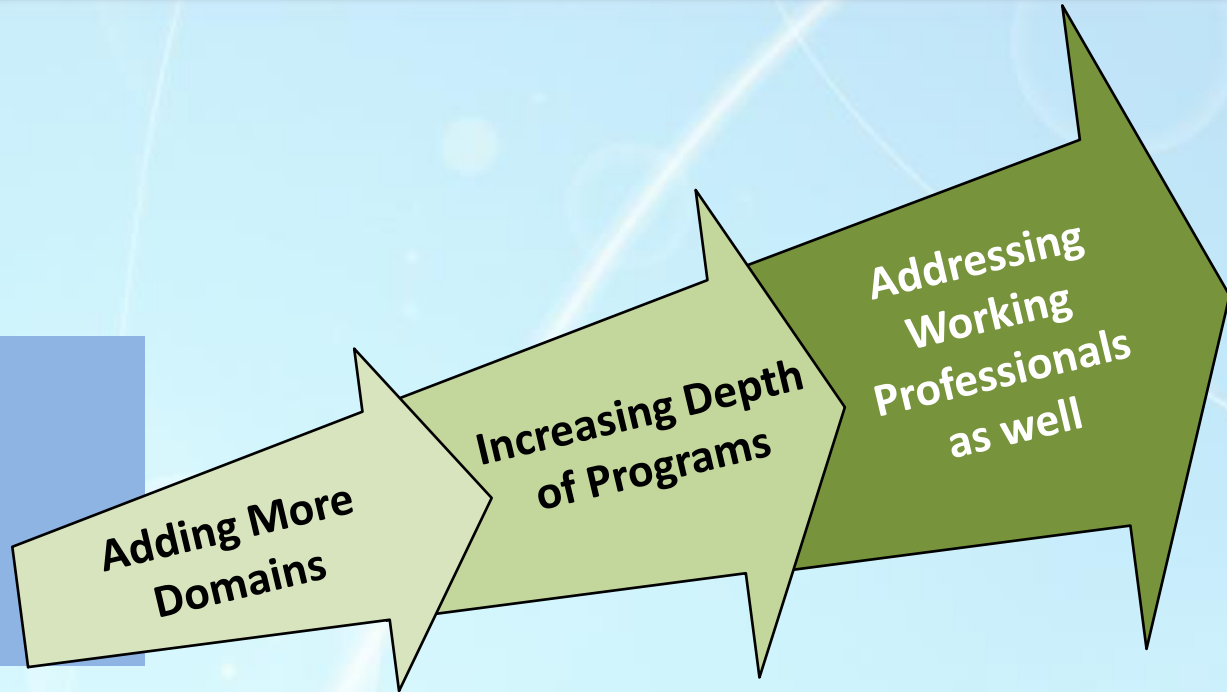 Adding More
Domains
Increasing Depth
of Programs
Addressing
Working
Professionals
as well